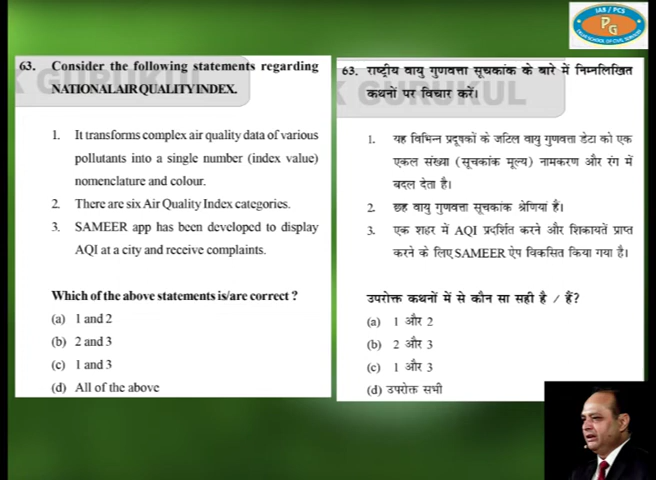 IAS / PCS
PG
63. Consider the following statements regarding
NATIONAL AIR QUALITY INDEX.
1. It transforms complex air quality data of various
pollutants into a single number (index value)
nomenclature and colour.
2. There are six Air Quality Index categories.
3. SAMEER app has been developed to display
AQI at a city and receive complaints.
Which of the above statements is/are correct ?
(a) 1 and 2
(b) 2 and 3
(c) 1 and 3
(d) All of the above
63. राष्ट्रीय वायु गुणवत्ता सूचकांक के बारे में निम्नलिखित
कथनों पर विचार करें।
K GURUKUL
1. यह विभिन्न प्रदूषकों के जटिल वायु गुणवत्ता डेटा को एक
एकल संख्या (सूचकांक मूल्य) नामकरण और रंग में
बदल देता है।
2. छह वायु गुणवत्ता सूचकांक श्रेणियां हैं।
3. एक शहर में AQI प्रदर्शित करने और शिकायतें प्राप्त
करने के लिए SAMEER ऐप विकसित किया गया है।
उपरोक्त कथनों में से कौन सा सही है / हैं?
(a) 1 और 2
(b) 2 और 3
(c) 1 और 3
(d) उपरोक्त सभी